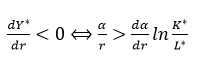 dY*/dr < 0 ⟺ α/r > dα/dr ln K*/L*